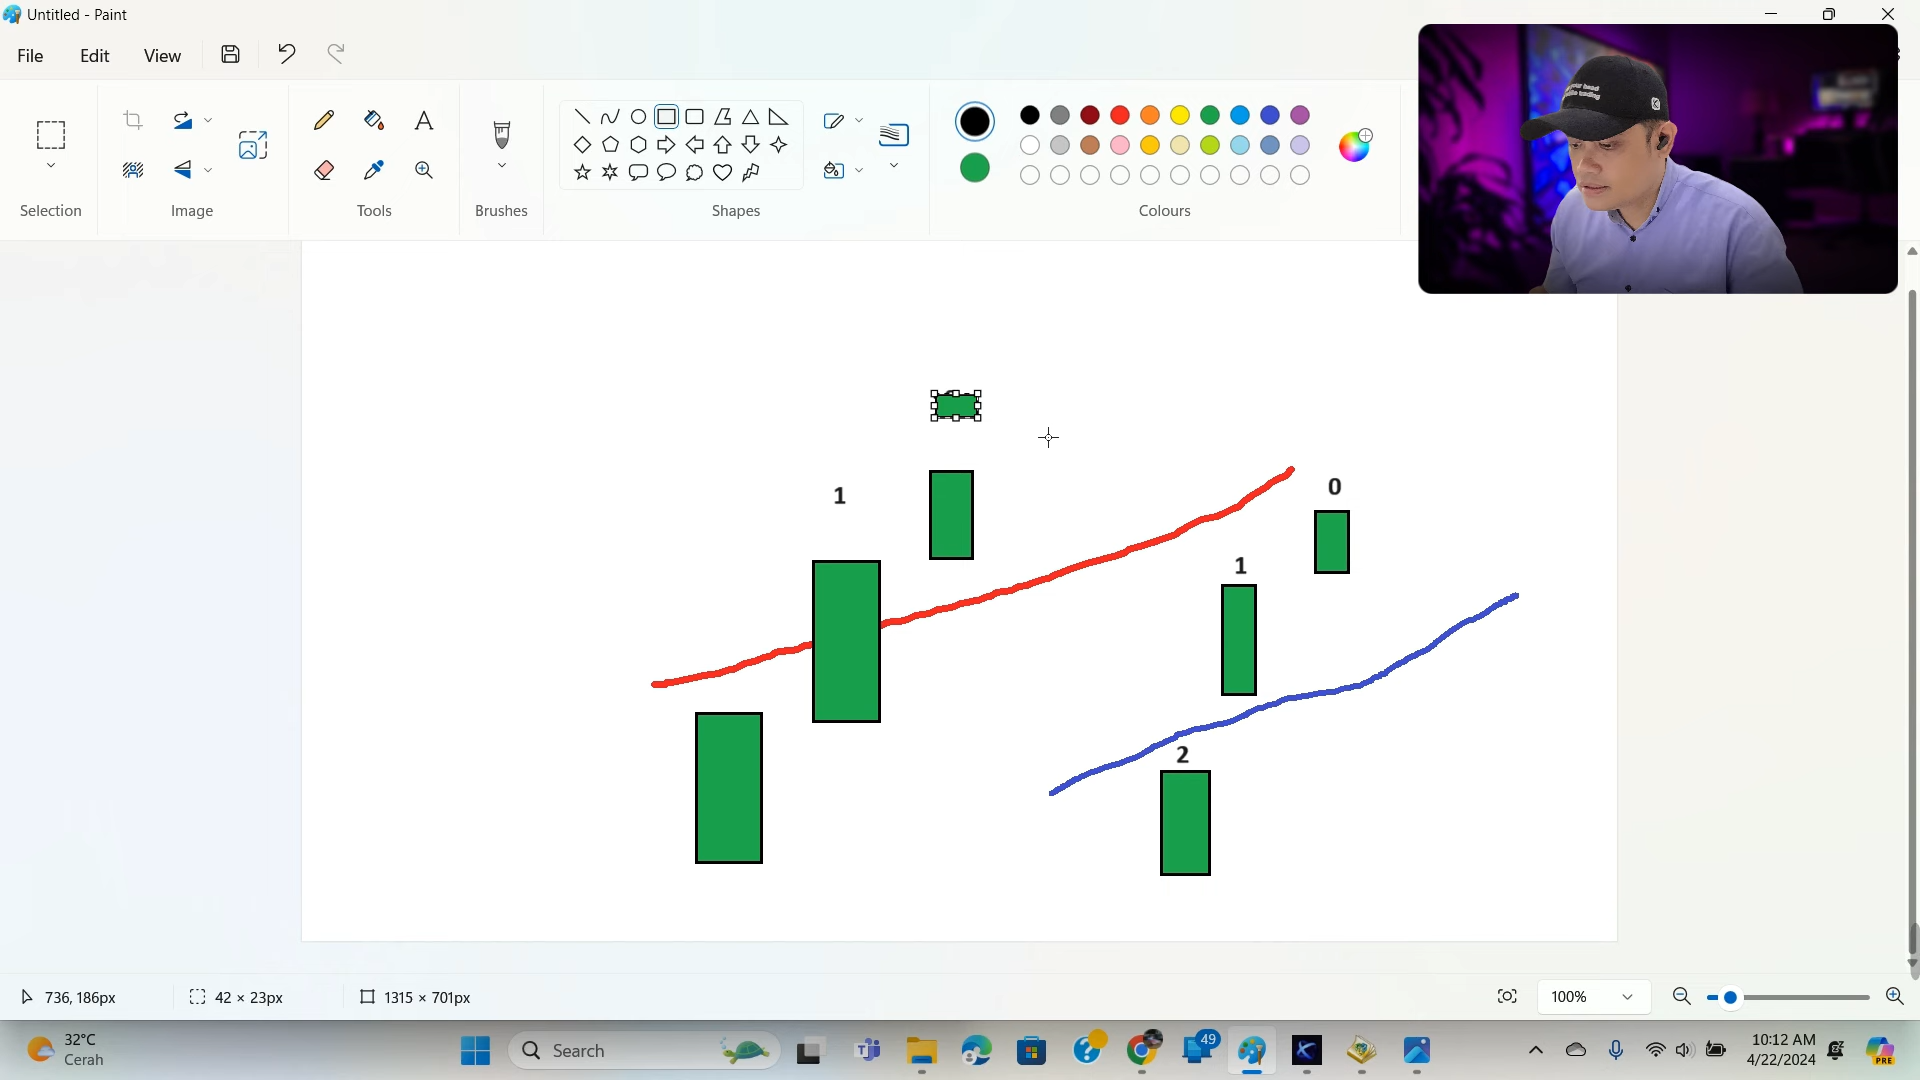 Untitled - Paint
File Edit View
Selection Image Tools Brushes Shapes Colours
1
0
1
2
736, 186px 42 × 23px 1315 × 701px 100%
32°C
Cerah
Search
49
10:12 AM
4/22/2024
PRE